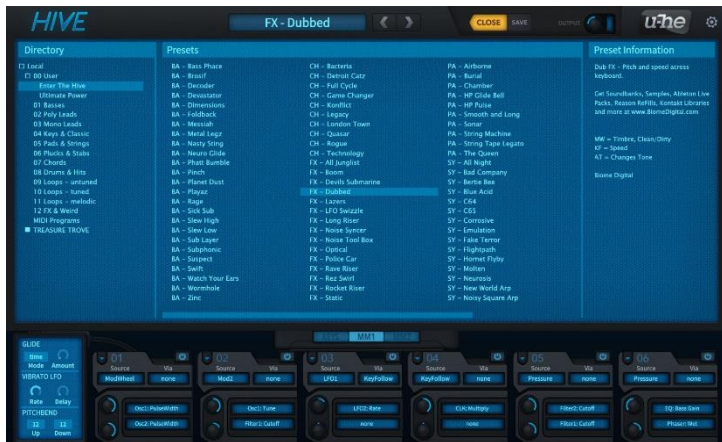 HIVE
FX - Dubbed
CLOSE
SAVE
OUTPUT
u-he
Directory
Local
00 User
Enter The Hive
Ultimate Power
01 Basses
02 Poly Leads
03 Mono Leads
04 Keys & Classic
05 Pads & Strings
06 Plucks & Stabs
07 Chords
08 Drums & Hits
09 Loops - untuned
10 Loops - tuned
11 Loops - melodic
12 FX & Weird
MIDI Programs
TREASURE TROVE
Presets
BA - Bass Phace
BA - Brosif
BA - Decoder
BA - Devastator
BA - Dimensions
BA - Foldback
BA - Messiah
BA - Metal Legz
BA - Nasty Sting
BA - Neuro Glide
BA - Phatt Bumble
BA - Pinch
BA - Planet Dust
BA - Playaz
BA - Rage
BA - Sick Sub
BA - Slew High
BA - Slew Low
BA - Sub Layer
BA - Subphonic
BA - Suspect
BA - Swift
BA - Watch Your Ears
BA - Wormhole
BA - Zinc
CH - Bacteria
CH - Detroit Catz
CH - Full Cycle
CH - Game Changer
CH - Konflict
CH - Legacy
CH - London Town
CH - Quasar
CH - Rogue
CH - Technology
FX - All Junglist
FX - Boom
FX - Devils Submarine
FX - Dubbed
FX - Lazers
FX - LFO Swizzle
FX - Long Riser
FX - Noise Syncer
FX - Noise Tool Box
FX - Optical
FX - Police Car
FX - Rave Riser
FX - Rez Swirl
FX - Rocket Riser
FX - Static
PA - Airborne
PA - Burial
PA - Chamber
PA - HP Glide Bell
PA - HP Pulse
PA - Smooth and Long
PA - Sonar
PA - String Machine
PA - String Tape Legato
PA - The Queen
SY - All Night
SY - Bad Company
SY - Bertie Bee
SY - Blue Acid
SY - C64
SY - C65
SY - Corrosive
SY - Emulation
SY - Fake Terror
SY - Flightpath
SY - Hornet Flyby
SY - Molten
SY - Neurosis
SY - New World Arp
SY - Noisy Square Arp
Preset Information
Dub FX - Pitch and speed across
keyboard.
Get Soundbanks, Samples, Ableton Live
Packs, Reason ReFills, Kontakt Libraries
and more at www.BiomeDigital.com
MW = Timbre, Clean:Dirty
KF = Speed
AT = Changes Tone
Biome Digital
MM1
GLIDE
time
Mode Amount
VIBRATO LFO
Rate Delay
PITCHBEND
12 12
Up Down
01
Source Via
ModWheel none
Osc1: PulseWidth
Osc2: PulseWidth
02
Source Via
Mod2 none
Osc1: Tune
Filter1: Cutoff
03
Source Via
LFO1 KeyFollow
LFO2: Rate
none
04
Source Via
KeyFollow none
CLK: Multiply
none
05
Source Via
Pressure none
Filter2: Cutoff
Filter1: Cutoff
06
Source Via
Pressure none
EQ: Bass Gain
Phaser: Wet